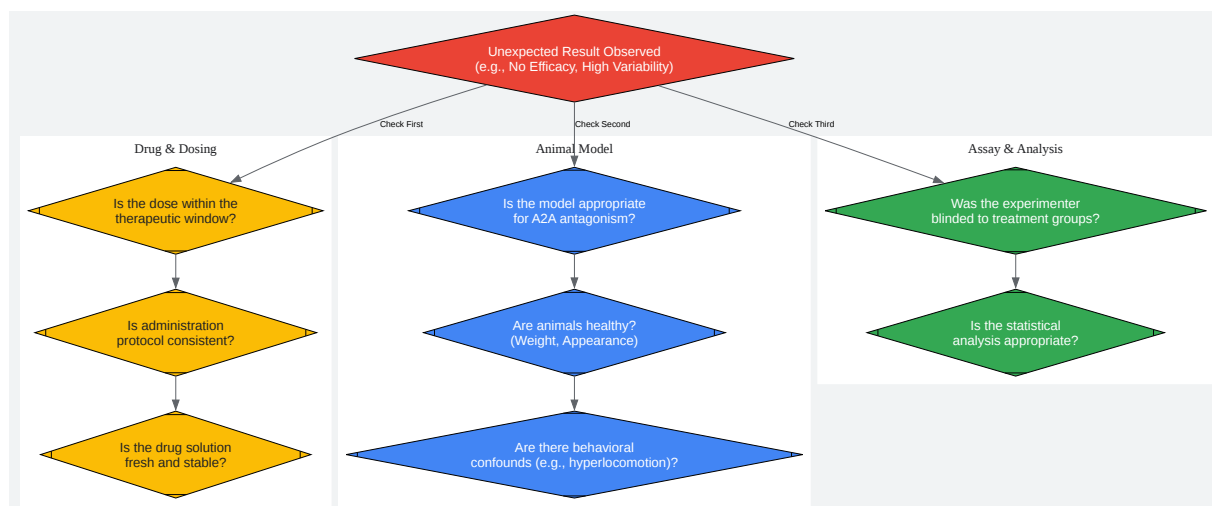 Unexpected Result Observed
(e.g., No Efficacy, High Variability)
Check First
Check Second
Check Third
Drug & Dosing
Animal Model
Assay & Analysis
Is the dose within the
therapeutic window?
Is the model appropriate
for A2A antagonism?
Was the experimenter
blinded to treatment groups?
Is administration
protocol consistent?
Are animals healthy?
(Weight, Appearance)
Is the statistical
analysis appropriate?
Is the drug solution
fresh and stable?
Are there behavioral
confounds (e.g., hyperlocomotion)?